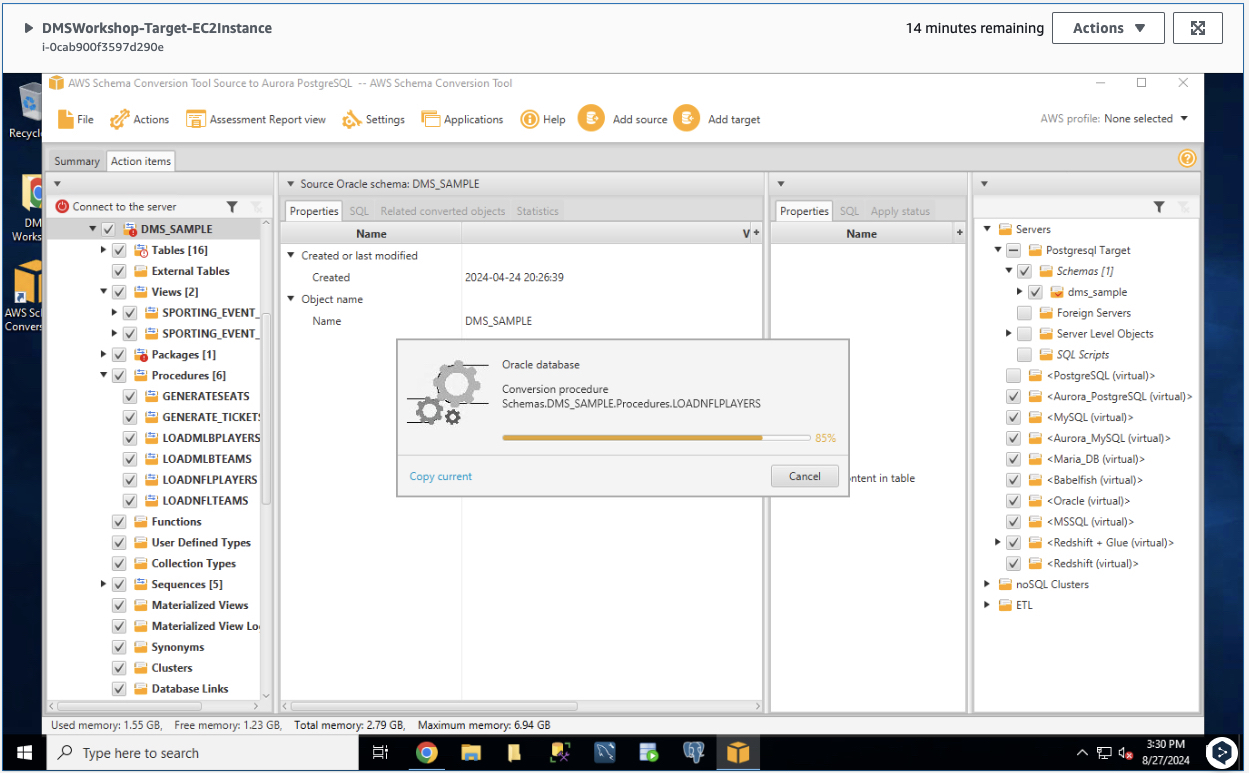 DMSWorkshop-Target-EC2Instance
i-0cab900f3597d290e
14 minutes remaining
Actions
AWS Schema Conversion Tool Source to Aurora PostgreSQL -- AWS Schema Conversion Tool
File
Actions
Assessment Report view
Settings
Applications
Help
Add source
Add target
AWS profile: None selected
Recycle
DM
Works
AWS Sc
Convers
Summary
Action items
Connect to the server
DMS_SAMPLE
Tables [16]
External Tables
Views [2]
SPORTING_EVENT_
SPORTING_EVENT_
Packages [1]
Procedures [6]
GENERATESEATS
GENERATE_TICKETS
LOADMLBPLAYERS
LOADMLBTEAMS
LOADNFLPLAYERS
LOADNFLTEAMS
Functions
User Defined Types
Collection Types
Sequences [5]
Materialized Views
Materialized View Lo
Synonyms
Clusters
Database Links
Source Oracle schema: DMS_SAMPLE
Properties SQL Related converted objects Statistics
Name V +
Created or last modified
Created 2024-04-24 20:26:39
Object name
Name DMS_SAMPLE
Oracle database
Conversion procedure
Schemas.DMS_SAMPLE.Procedures.LOADNFLPLAYERS
85%
Copy current
Cancel
Properties SQL Apply status
Name +
ontent in table
Servers
Postgresql Target
Schemas [1]
dms_sample
Foreign Servers
Server Level Objects
SQL Scripts
<PostgreSQL (virtual)>
<Aurora_PostgreSQL (virtual)>
<MySQL (virtual)>
<Aurora_MySQL (virtual)>
<Maria_DB (virtual)>
<Babelfish (virtual)>
<Oracle (virtual)>
<MSSQL (virtual)>
<Redshift + Glue (virtual)>
<Redshift (virtual)>
noSQL Clusters
ETL
Used memory: 1.55 GB, Free memory: 1.23 GB, Total memory: 2.79 GB, Maximum memory: 6.94 GB
Type here to search
3:30 PM
8/27/2024